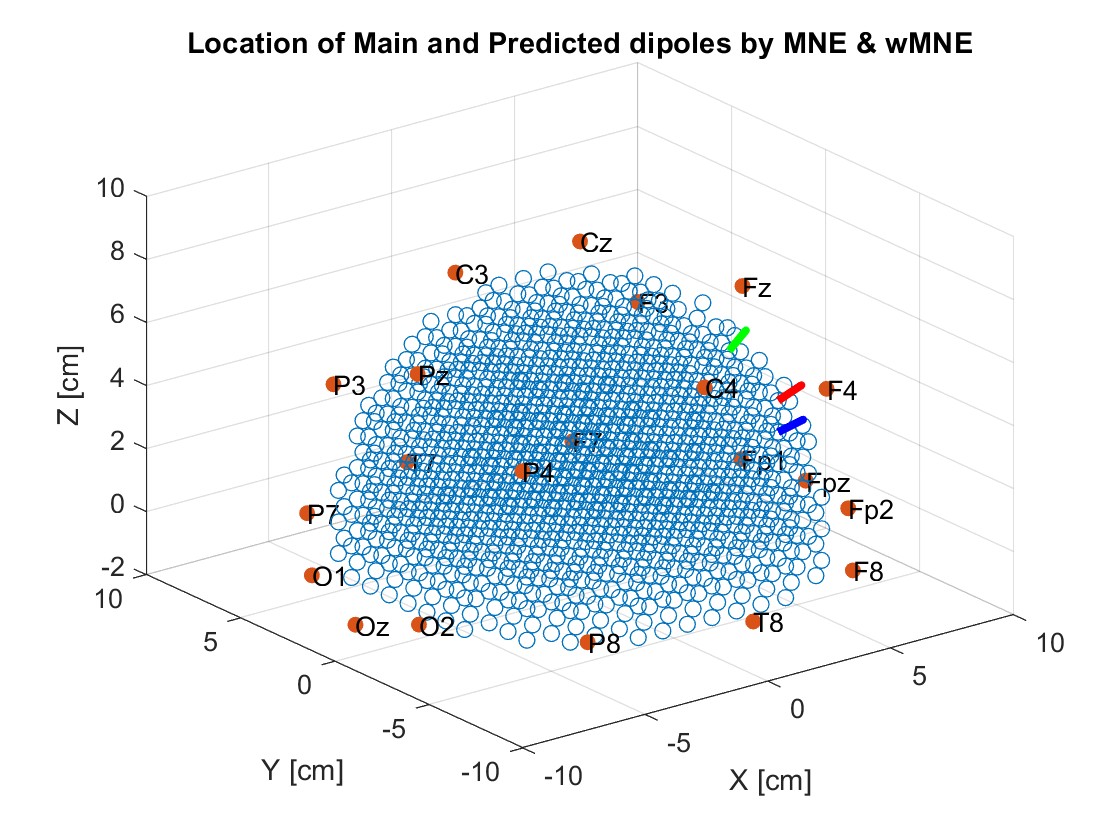 Location of Main and Predicted dipoles by MNE & wMNE
10
8
6
4
2
0
-2
Z [cm]
Cz
C3
Fz
F3
Pz
P3
C4
F4
F7
T7
P4
Fp1
Fpz
P7
Fp2
O1
F8
Oz
O2
T8
P8
10
5
0
-5
-10
Y [cm]
-10
-5
0
5
10
X [cm]